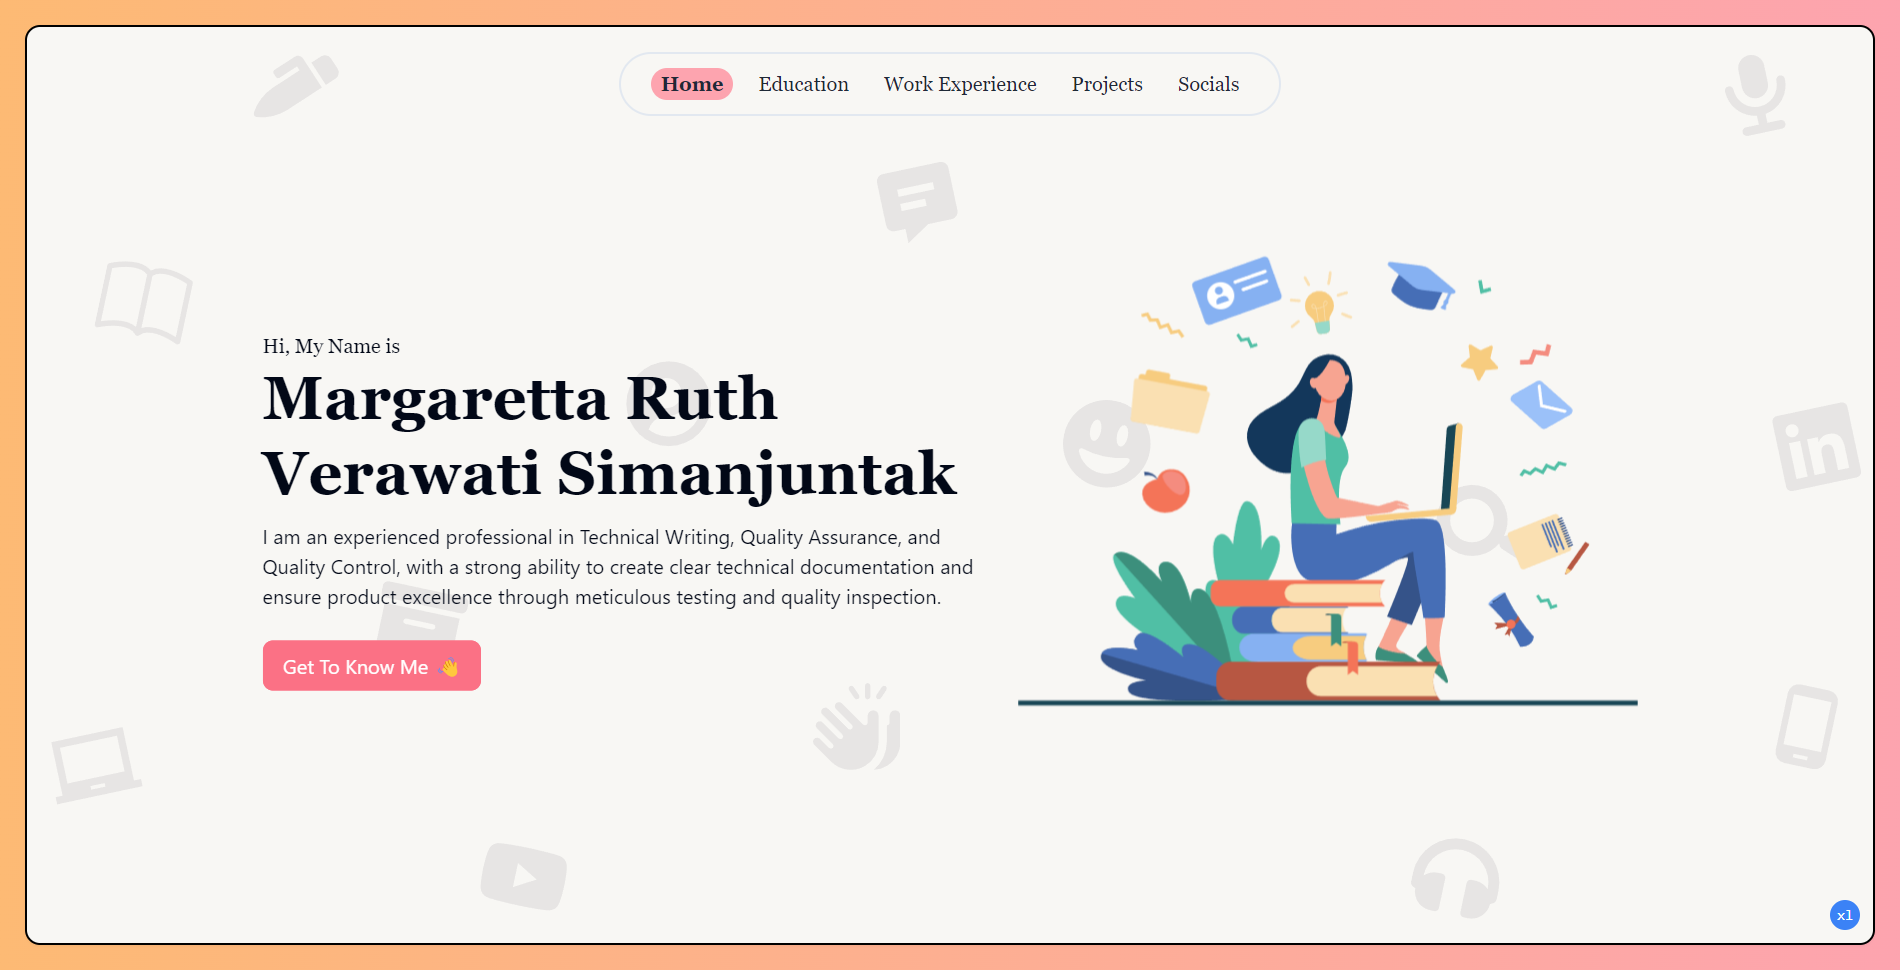 Home Education Work Experience Projects Socials
Hi, My Name is
Margaretta Ruth
Verawati Simanjuntak
I am an experienced professional in Technical Writing, Quality Assurance, and
Quality Control, with a strong ability to create clear technical documentation and
ensure product excellence through meticulous testing and quality inspection.
Get To Know Me 👋
in
xl